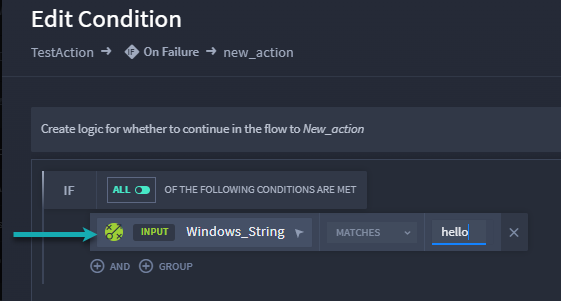 Edit Condition
TestAction → IF On Failure → new_action
Create logic for whether to continue in the flow to New_action
IF ALL OF THE FOLLOWING CONDITIONS ARE MET
INPUT Windows_String MATCHES hello
AND GROUP